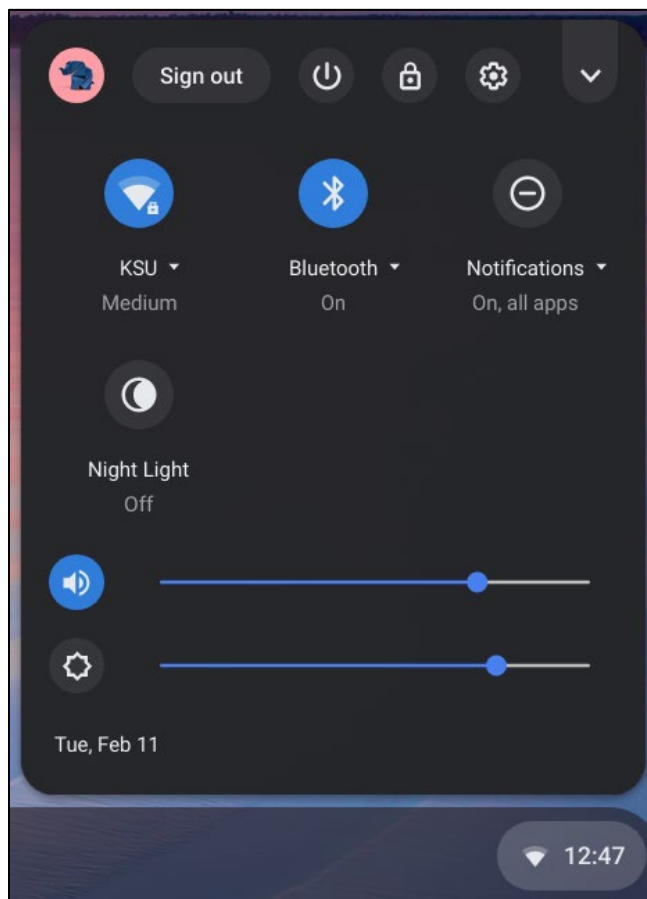 Sign out
KSU
Medium
Bluetooth
On
Notifications
On, all apps
Night Light
Off
Tue, Feb 11
12:47